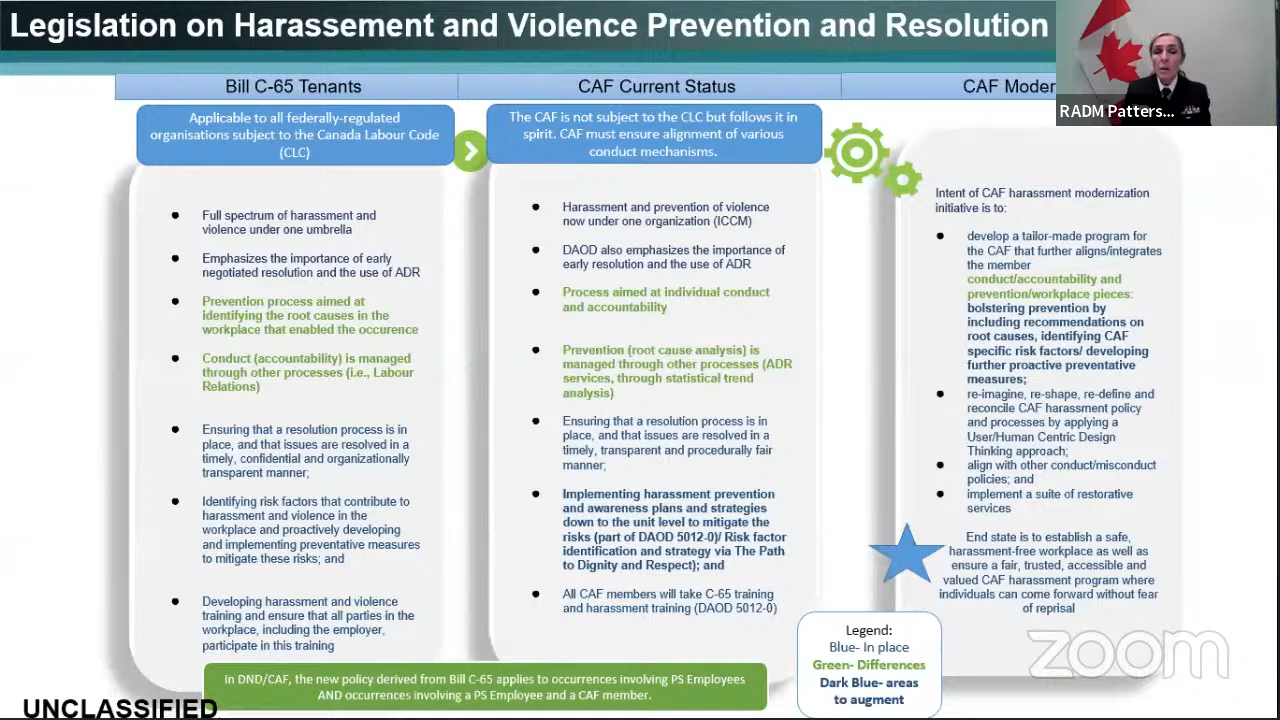 Legislation on Harassement and Violence Prevention and Resolution
RADM Patters...
Bill C-65 Tenants
Applicable to all federally-regulated
organisations subject to the Canada Labour Code
(CLC)
Full spectrum of harassment and
violence under one umbrella
Emphasizes the importance of early
negotiated resolution and the use of ADR
Prevention process aimed at
identifying the root causes in the
workplace that enabled the occurence
Conduct (accountability) is managed
through other processes (i.e., Labour
Relations)
Ensuring that a resolution process is in
place, and that issues are resolved in a
timely, confidential and organizationally
transparent manner;
Identifying risk factors that contribute to
harassment and violence in the
workplace and proactively developing
and implementing preventative measures
to mitigate these risks; and
Developing harassment and violence
training and ensure that all parties in the
workplace, including the employer,
participate in this training
CAF Current Status
The CAF is not subject to the CLC but follows it in
spirit. CAF must ensure alignment of various
conduct mechanisms.
Harassment and prevention of violence
now under one organization (ICCM)
DAOD also emphasizes the importance of
early resolution and the use of ADR
Process aimed at individual conduct
and accountability
Prevention (root cause analysis) is
managed through other processes (ADR
services, through statistical trend
analysis)
Ensuring that a resolution process is in
place, and that issues are resolved in a
timely, transparent and procedurally fair
manner;
Implementing harassment prevention
and awareness plans and strategies
down to the unit level to mitigate the
risks (part of DAOD 5012-0)/ Risk factor
identification and strategy via The Path
to Dignity and Respect); and
All CAF members will take C-65 training
and harassment training (DAOD 5012-0)
CAF Moder
Intent of CAF harassment modernization
initiative is to:
develop a tailor-made program for
the CAF that further aligns/integrates
the member
conduct/accountability and
prevention/workplace pieces:
bolstering prevention by
including recommendations on
root causes, identifying CAF
specific risk factors/ developing
further proactive preventative
measures;
re-imagine, re-shape, re-define and
reconcile CAF harassment policy
and processes by applying a
User/Human Centric Design
Thinking approach;
align with other conduct/misconduct
policies; and
implement a suite of restorative
services
End state is to establish a safe,
harassment-free workplace as well as
ensure a fair, trusted, accessible and
valued CAF harassment program where
individuals can come forward without fear
of reprisal
Legend:
Blue- In place
Green- Differences
Dark Blue- areas
to augment
In DND/CAF, the new policy derived from Bill C-65 applies to occurrences involving PS Employees
AND occurrences involving a PS Employee and a CAF member.
UNCLASSIFIED
zoom